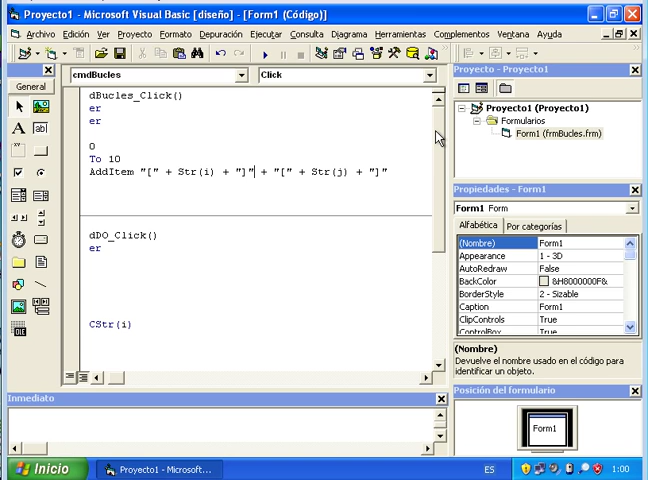 Proyecto1 - Microsoft Visual Basic [diseño] - [Form1 (Código)]
Archivo Edición Ver Proyecto Formato Depuración Ejecutar Consulta Diagrama Herramientas Complementos Ventana Ayuda
General
cmdBucles Click
dBucles_Click()
er
er
0
To 10
AddItem "[" + Str(i) + "]" + "[" + Str(j) + "]"
dDO_Click()
er
CStr(i)
Proyecto - Proyecto1
Proyecto1 (Proyecto1)
Formularios
Form1 (frmBucles.frm)
Propiedades - Form1
Form1 Form
Alfabética Por categorías
(Nombre) Form1
Appearance 1 - 3D
AutoRedraw False
BackColor &H8000000F&
BorderStyle 2 - Sizable
Caption Form1
ClipControls True
ControlBox True
(Nombre)
Devuelve el nombre usado en el código para
identificar un objeto.
Posición del formulario
Form1
Inmediato
Inicio
Proyecto1 - Microsoft...
ES
1:00